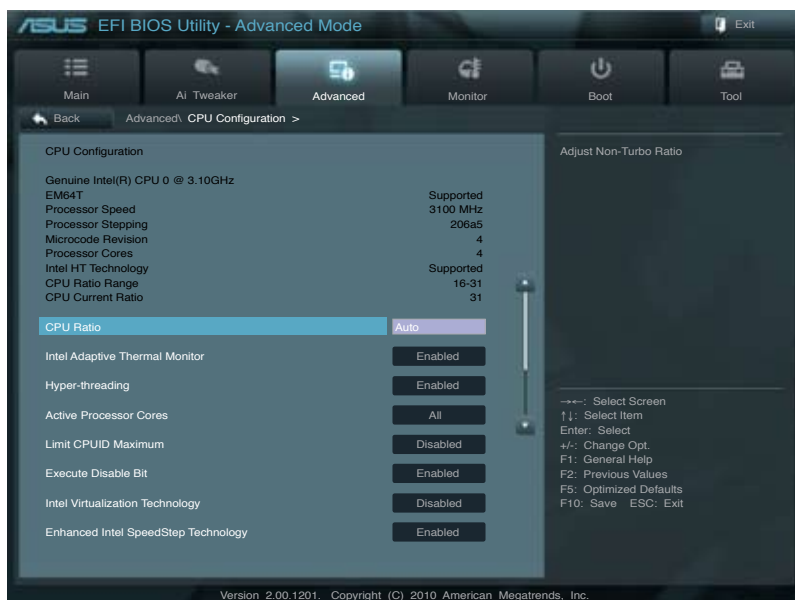 ASUS EFI BIOS Utility - Advanced Mode
Exit
Main
Ai Tweaker
Advanced
Monitor
Boot
Tool
Back
Advanced\ CPU Configuration >
CPU Configuration
Adjust Non-Turbo Ratio
Genuine Intel(R) CPU 0 @ 3.10GHz
EM64T Supported
Processor Speed 3100 MHz
Processor Stepping 206a5
Microcode Revision 4
Processor Cores 4
Intel HT Technology Supported
CPU Ratio Range 16-31
CPU Current Ratio 31
CPU Ratio Auto
Intel Adaptive Thermal Monitor Enabled
Hyper-threading Enabled
Active Processor Cores All
Limit CPUID Maximum Disabled
Execute Disable Bit Enabled
Intel Virtualization Technology Disabled
Enhanced Intel SpeedStep Technology Enabled
→←: Select Screen
↑↓: Select Item
Enter: Select
+/-: Change Opt.
F1: General Help
F2: Previous Values
F5: Optimized Defaults
F10: Save ESC: Exit
Version 2.00.1201. Copyright (C) 2010 American Megatrends, Inc.